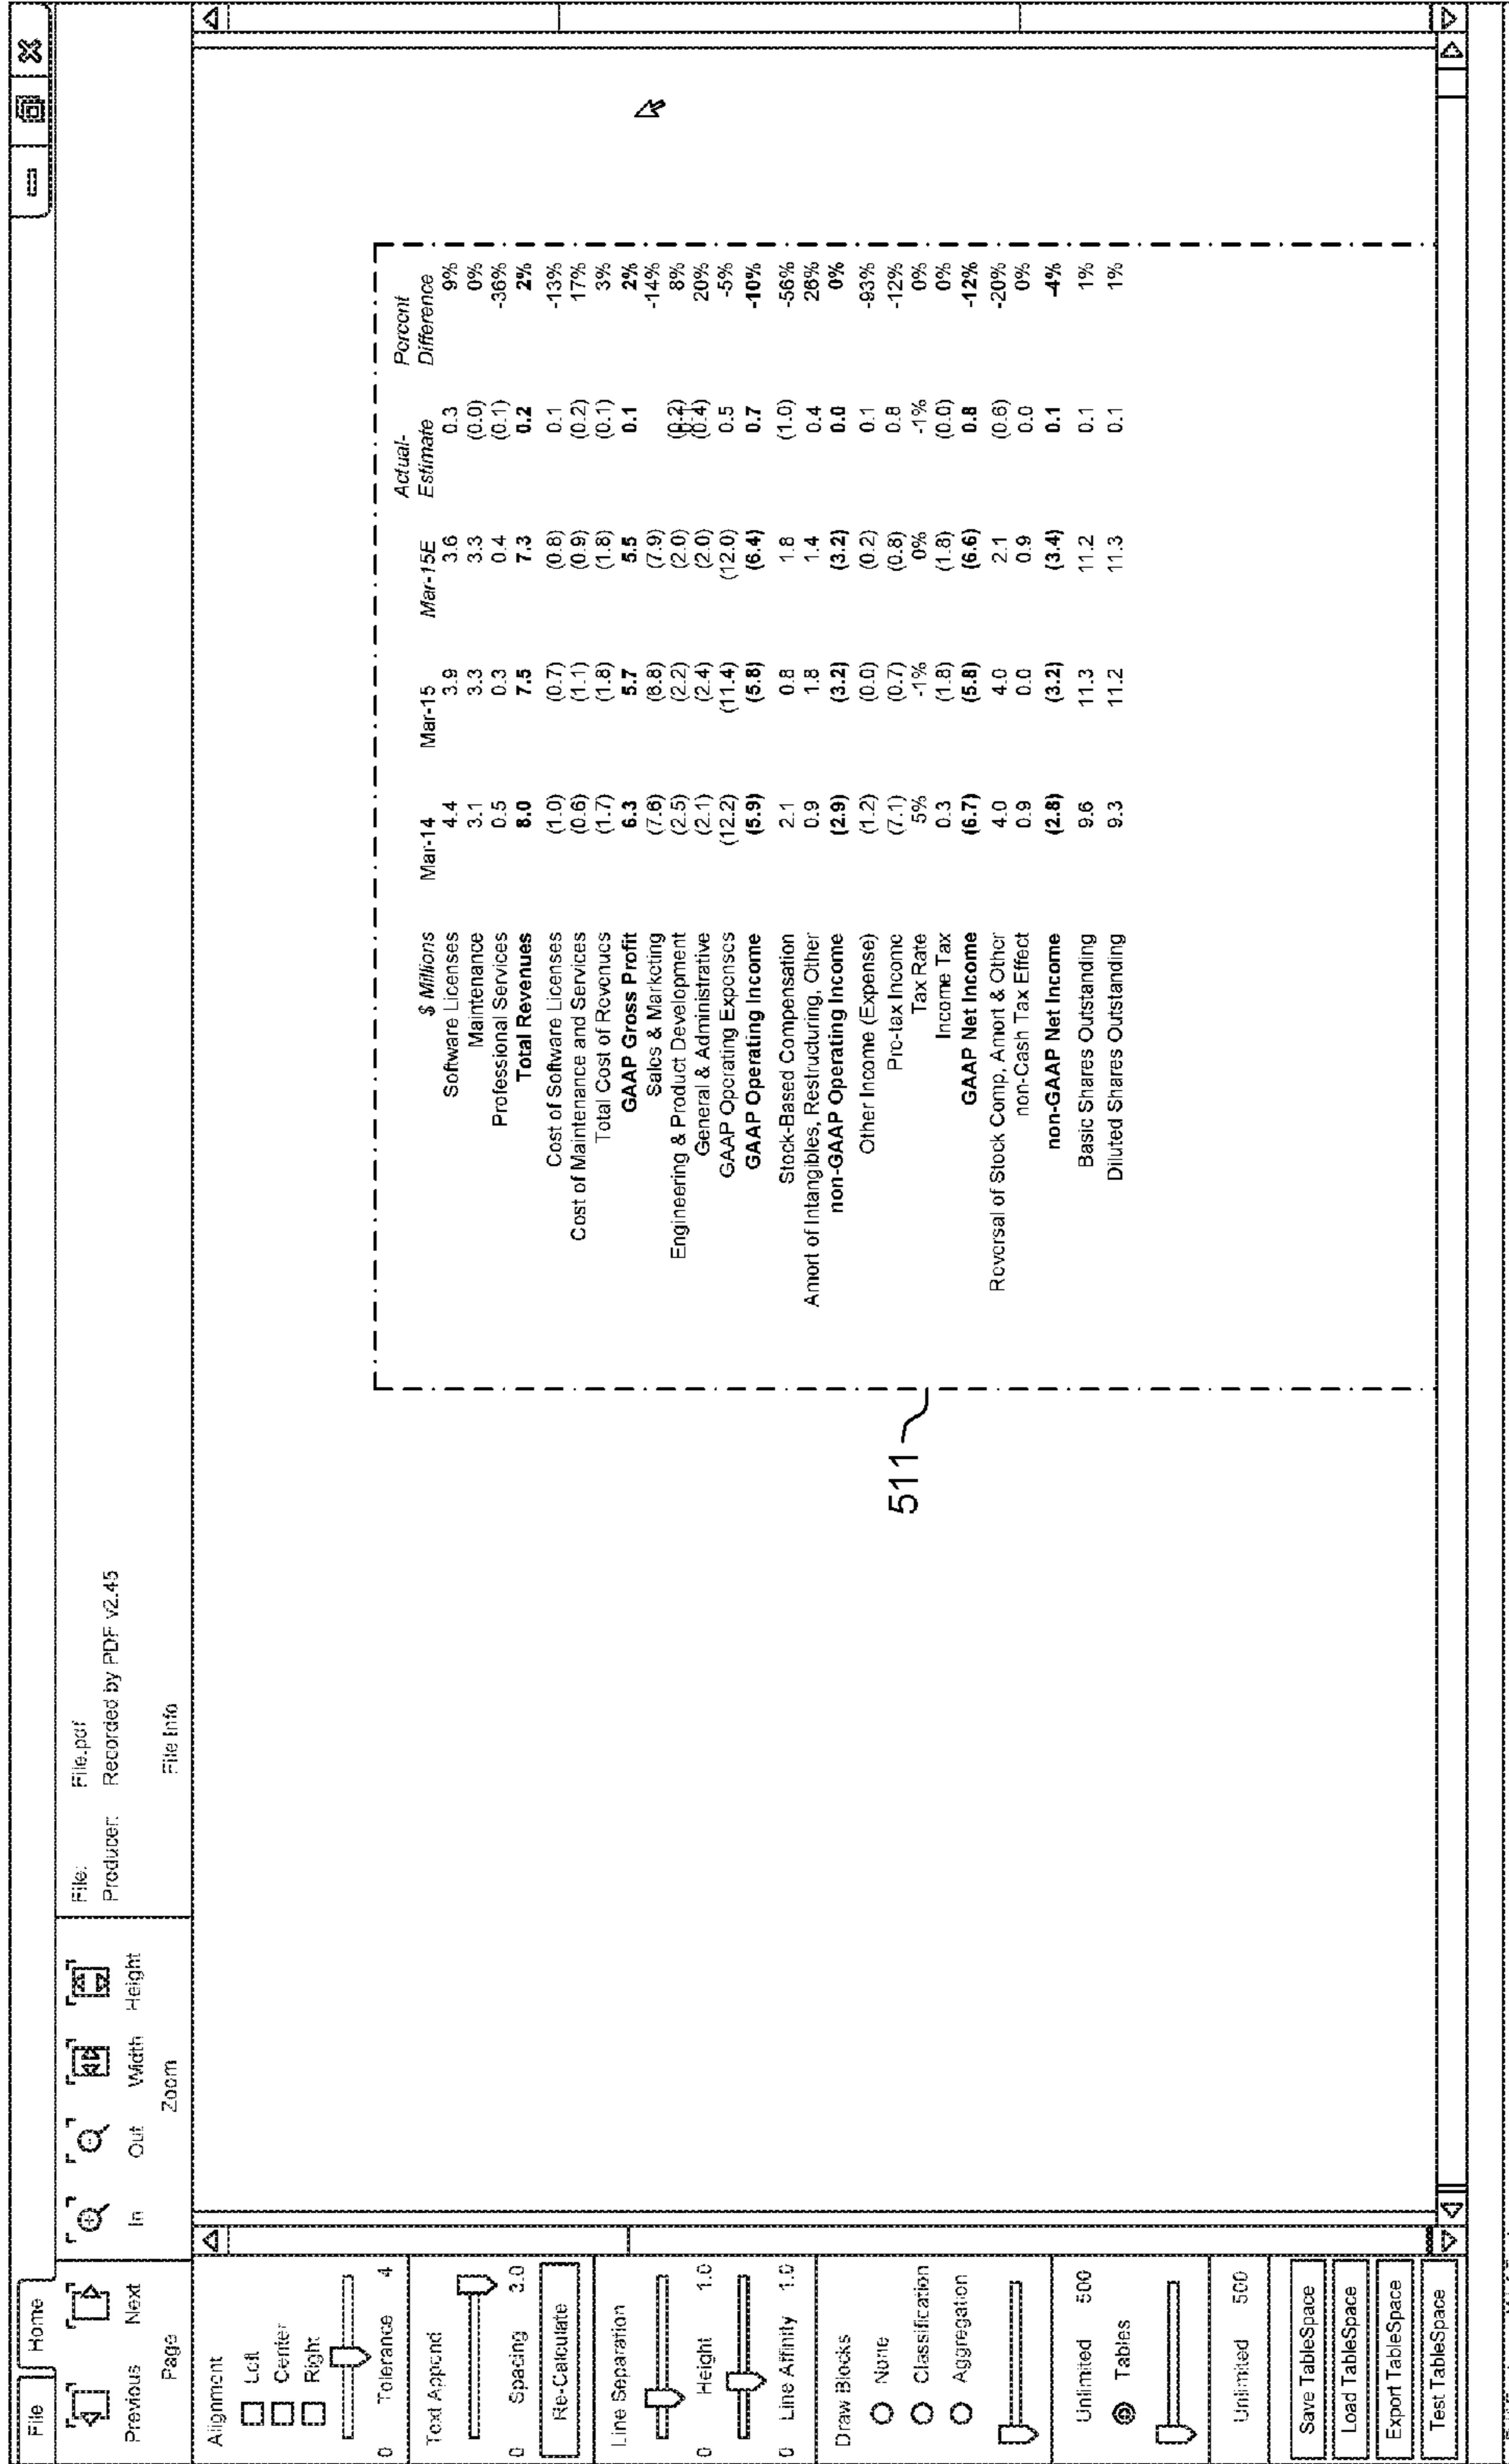 File Home
Previous Next
Page
In Out Width Height
Zoom
File: File.pdf
Producer: Recorded by PDF v2.45
File Info
Alignment
Left
Center
Right
0 Tolerance 4
Text Append
0 Spacing 3.0
Re-Calculate
Line Separation
0 Height 1.0
0 Line Affinity 1.0
Draw Blocks
None
Classification
Aggregation
Unlimited 500
Tables
Unlimited 500
Save TableSpace
Load TableSpace
Export TableSpace
Test TableSpace
511
Actual- Percent
$ Millions Mar-14 Mar-15 Mar-15E Estimate Difference
Software Licenses 4.4 3.9 3.6 0.3 9%
Maintenance 3.1 3.3 3.3 (0.0) 0%
Professional Services 0.5 0.3 0.4 (0.1) -36%
Total Revenues 8.0 7.5 7.3 0.2 2%
Cost of Software Licenses (1.0) (0.7) (0.8) 0.1 -13%
Cost of Maintenance and Services (0.6) (1.1) (0.9) (0.2) 17%
Total Cost of Revenues (1.7) (1.8) (1.8) (0.1) 3%
GAAP Gross Profit 6.3 5.7 5.5 0.1 2%
Sales & Marketing (7.6) (6.8) (7.9) -14%
Engineering & Product Development (2.5) (2.2) (2.0) (0.2) 8%
General & Administrative (2.1) (2.4) (2.0) (0.4) 20%
GAAP Operating Expenses (12.2) (11.4) (12.0) 0.5 -5%
GAAP Operating Income (5.9) (5.8) (6.4) 0.7 -10%
Stock-Based Compensation 2.1 0.8 1.8 (1.0) -56%
Amort of Intangibles, Restructuring, Other 0.9 1.8 1.4 0.4 26%
non-GAAP Operating Income (2.9) (3.2) (3.2) 0.0 0%
Other Income (Expense) (1.2) (0.0) (0.2) 0.1 -93%
Pre-tax Income (7.1) (0.7) (0.8) 0.8 -12%
Tax Rate 5% -1% 0% -1% 0%
Income Tax 0.3 (1.8) (1.8) (0.0) 0%
GAAP Net Income (6.7) (5.8) (6.6) 0.8 -12%
Reversal of Stock Comp, Amort & Other 4.0 4.0 2.1 (0.6) -20%
non-Cash Tax Effect 0.9 0.0 0.9 0.0 0%
non-GAAP Net Income (2.8) (3.2) (3.4) 0.1 -4%
Basic Shares Outstanding 9.6 11.3 11.2 0.1 1%
Diluted Shares Outstanding 9.3 11.2 11.3 0.1 1%